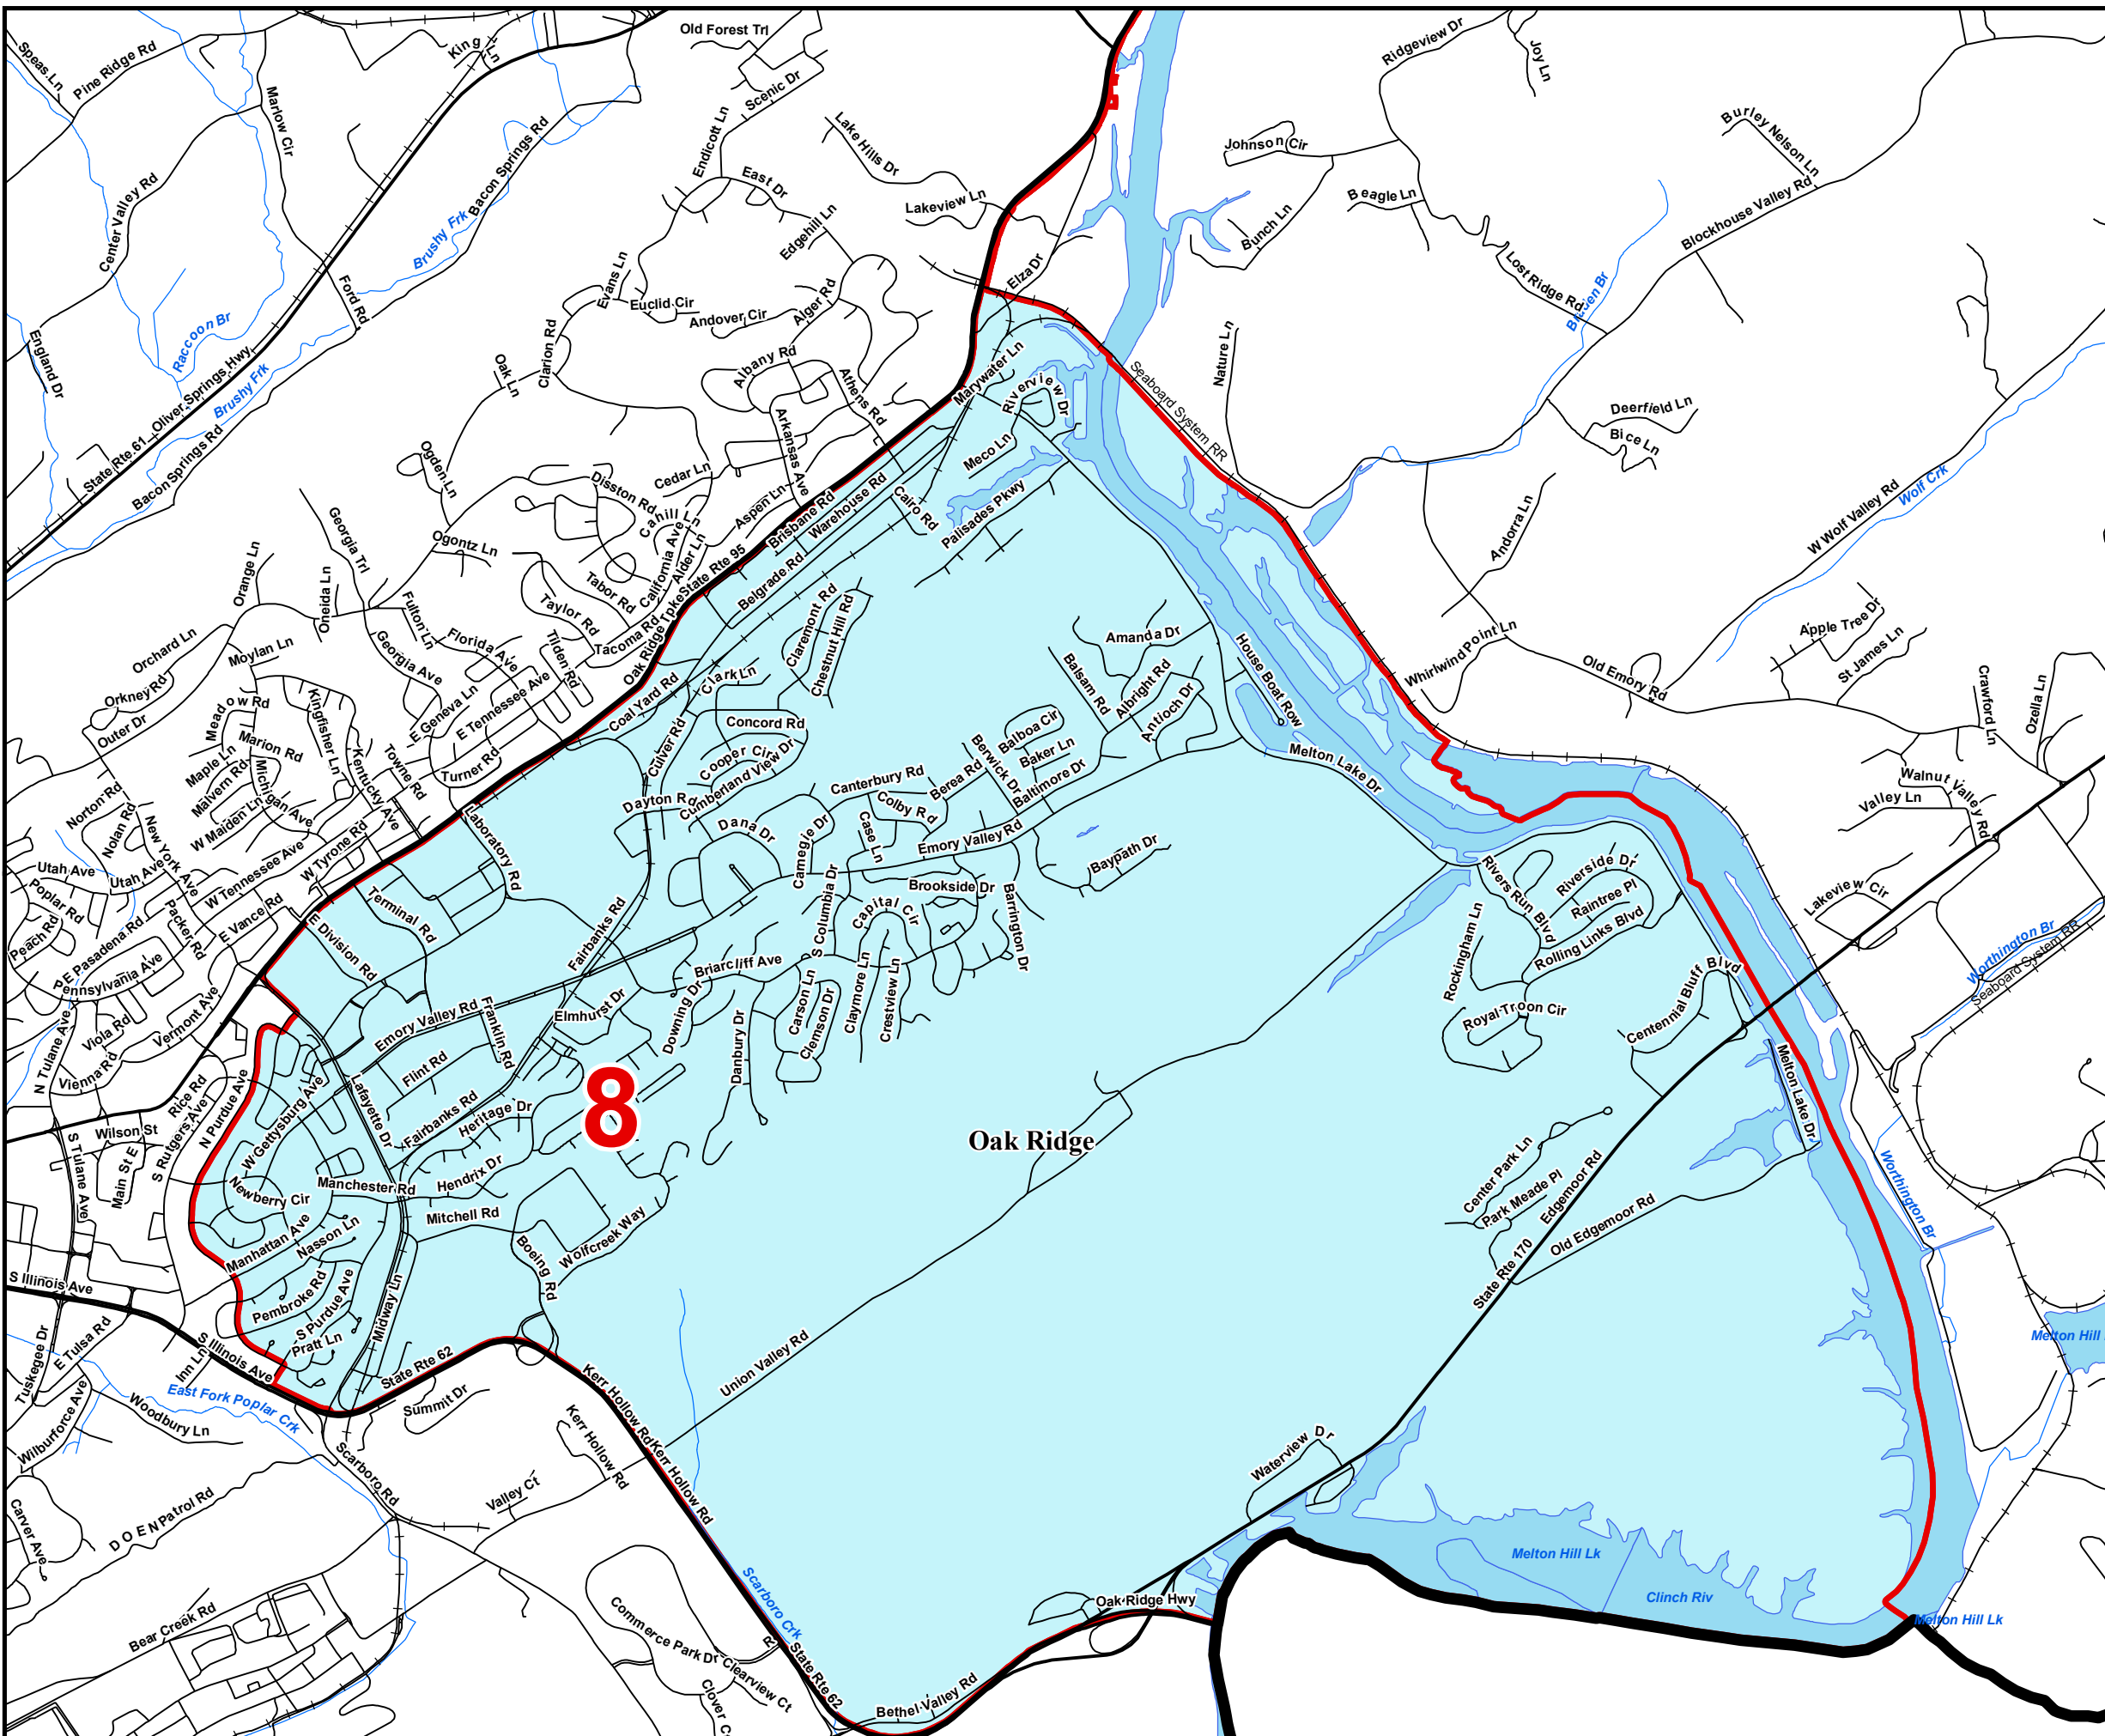 Speas Ln
Pine Ridge Rd
King Ln
Old Forest Trl
Scenic Dr
Ridgeview Dr
Joy Ln
Marlow Cir
Bacon Springs Rd
Endicott Ln
Lake Hills Dr
Johnson Cir
Burley Nelson Ln
Center Valley Rd
Brushy Frk
East Dr
Edgehill Ln
Lakeview Ln
Beagle Ln
Bunch Ln
Blockhouse Valley Rd
Lost Ridge Rd
Ford Rd
Evans Ln
Euclid Cir
Andover Cir
Alger Rd
Elza Dr
England Dr
Raccoon Br
Oliver Springs Hwy
State Rte 61
Brushy Frk
Bacon Springs Rd
Oak Ln
Clarion Rd
Albany Rd
Athens Rd
Arkansas Ave
Marywater Ln
Riverview Dr
Seaboard System RR
Nature Ln
Deerfield Ln
Bice Ln
Ogden Ln
Cedar Ln
Disston Rd
Cahill Ln
Aspen Ln
Meco Ln
Brisbane Rd
Warehouse Rd
Cairo Rd
Palisades Pkwy
Andorra Ln
W Wolf Valley Rd
Wolf Crk
Georgia Trl
Ogontz Ln
California Ave
Alder Ln
State Rte 95
Oak Ridge Tpke
Belgrade Rd
Orange Ln
Oneida Ln
Fulton Ln
Florida Ave
Georgia Ave
Tabor Rd
Taylor Rd
Tilden Rd
Tacoma Rd
Claremont Rd
Chestnut Hill Rd
Amanda Dr
Balsam Rd
Albright Rd
Antioch Dr
House Boat Row
Whirlwind Point Ln
Old Emory Rd
Apple Tree Dr
St James Ln
Crawford Ln
Ozella Ln
Orchard Ln
Moylan Ln
Orkney Rd
Outer Dr
Meadow Rd
Kingfisher Ln
E Geneva Ln
E Tennessee Ave
Clark Ln
Coal Yard Rd
Concord Rd
Culver Rd
Cooper Cir
Cumberland View Dr
Marion Rd
Maple Ln
Malvern Rd
Michigan Ave
W Maiden Ln
Kentucky Ave
Towne Rd
Turner Rd
Balboa Cir
Berwick Dr
Baker Ln
Baltimore Dr
Melton Lake Dr
Canterbury Rd
Berea Rd
Colby Rd
Dayton Rd
Dana Dr
Carnegie Dr
Case Ln
Emory Valley Rd
Baypath Dr
Walnut Valley Rd
Valley Ln
Norton Rd
Nolan Rd
New York Ave
W Tyrone Rd
Laboratory Rd
W Tennessee Ave
Utah Ave
Utah Ave
Poplar Rd
Peach Rd
E Pasadena Rd
Pennsylvania Ave
Packer Rd
E Vance Rd
E Division Rd
Terminal Rd
Fairbanks Rd
S Columbia Dr
Brookside Dr
Capital Cir
Barrington Dr
Rivers Run Blvd
Riverside Dr
Raintree Pl
Rolling Links Blvd
Rockingham Ln
Lakeview Cir
Worthington Br
Seaboard System RR
Briarcliff Ave
Downing Dr
Carson Ln
Clemson Dr
Claymore Ln
Crestview Ln
Royal Troon Cir
Centennial Bluff Blvd
Viola Rd
Vermont Ave
Vienna Rd
N Tulane Ave
Emory Valley Rd
Franklin Rd
Elmhurst Dr
Flint Rd
Danbury Dr
Rice Rd
N Purdue Ave
W Gettysburg Ave
Lafayette Dr
Fairbanks Rd
Heritage Dr
8
Oak Ridge
Melton Lake Dr
Wilson St
Main St E
S Tulane Ave
S Rutgers Ave
Newberry Cir
Manchester Rd
Hendrix Dr
Mitchell Rd
Center Park Ln
Park Meade Pl
Edgemoor Rd
Old Edgemoor Rd
State Rte 170
Worthington Br
Manhattan Ave
Nasson Ln
Boeing Rd
Wolfcreek Way
S Illinois Ave
Pembroke Rd
S Purdue Ave
Pratt Ln
Midway Ln
Melton Hill
Tuskegee Dr
E Tulsa Rd
Inn Ln
S Illinois Ave
State Rte 62
Summit Dr
Union Valley Rd
East Fork Poplar Crk
Wilburforce Ave
Woodbury Ln
Scarboro Rd
Kerr Hollow Rd
Kerr Hollow Rd
Kerr Hollow Rd
Waterview Dr
Carver Ave
D O E N Patrol Rd
Valley Ct
Melton Hill Lk
Clinch Riv
Melton Hill Lk
Scarboro Crk
Oak Ridge Hwy
Bear Creek Rd
Commerce Park Dr
Clearview Ct
State Rte 62
Bethel Valley Rd